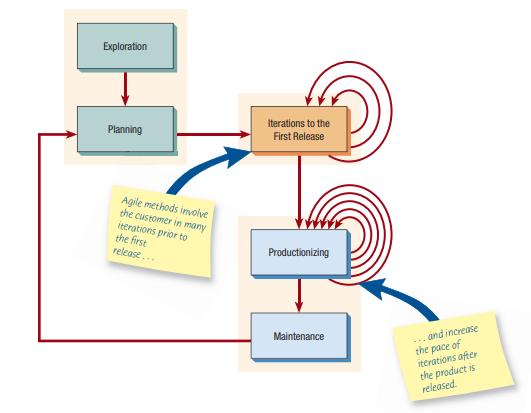 Exploration
Planning
Iterations to the
First Release
Agile methods involve
the customer in many
iterations prior to
the first
release . . .
Productionizing
Maintenance
. . . and increase
the pace of
iterations after
the product is
released.